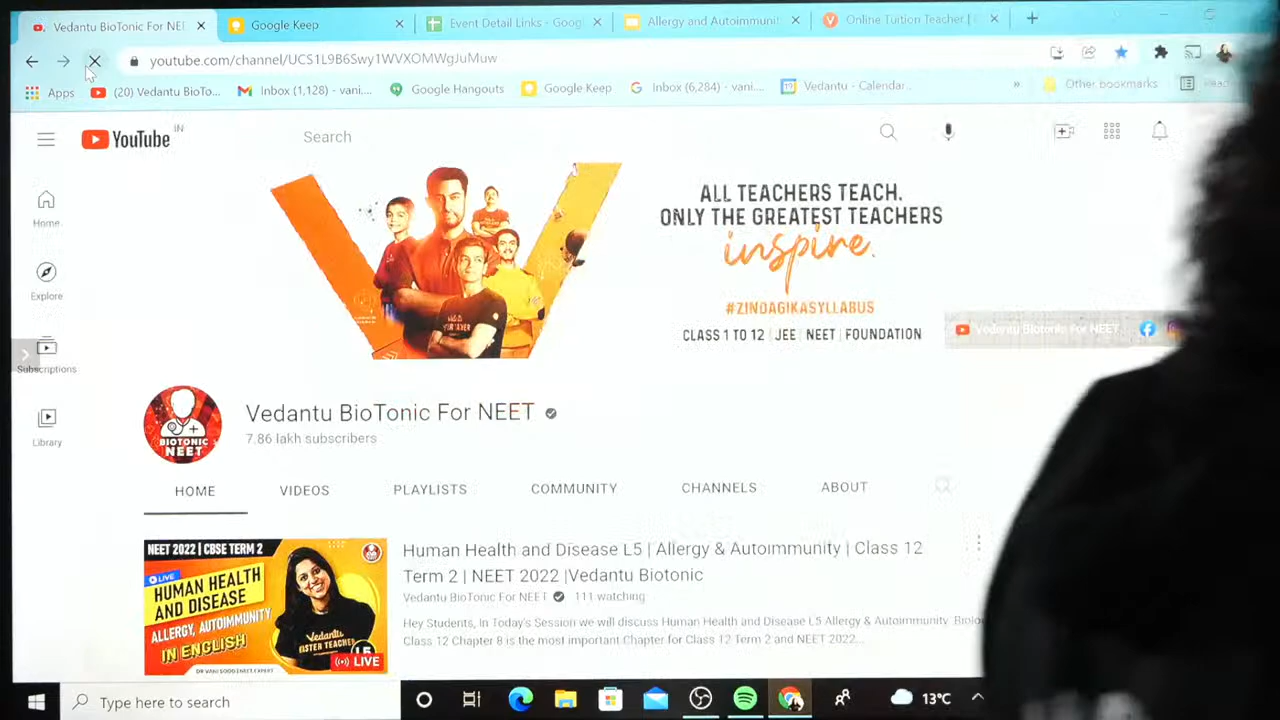 Vedantu BioTonic For NEET
Google Keep
Event Detail Links - Goog
Allergy and Autoimmuni
Online Tuition Teacher |
youtube.com/channel/UCS1L9B6Swy1WVXOMWgJuMuw
Apps
(20) Vedantu BioTo...
Inbox (1,128) - vani....
Google Hangouts
Google Keep
Inbox (6,284) - vani....
Vedantu - Calendar...
»
Other bookmarks
Read
YouTube IN
Search
Home
Explore
Subscriptions
Library
ALL TEACHERS TEACH.
ONLY THE GREATEST TEACHERS
inspire.
#ZINDAGIKASYLLABUS
CLASS 1 TO 12 | JEE | NEET | FOUNDATION
Vedantu Biotonic For NEET
BIOTONIC
NEET
Vedantu BioTonic For NEET
7.86 lakh subscribers
HOME
VIDEOS
PLAYLISTS
COMMUNITY
CHANNELS
ABOUT
NEET 2022 | CBSE TERM 2
LIVE
HUMAN HEALTH
AND DISEASE
ALLERGY, AUTOIMMUNITY
IN ENGLISH
Vedantu
L5
LIVE
Human Health and Disease L5 | Allergy & Autoimmunity | Class 12
Term 2 | NEET 2022 |Vedantu Biotonic
Vedantu BioTonic For NEET
111 watching
Hey Students, In Today's Session we will discuss Human Health and Disease L5 Allergy & Autoimmunity. Biolo
Class 12 Chapter 8 is the most important Chapter for Class 12 Term 2 and NEET 2022...
Type here to search
13°C